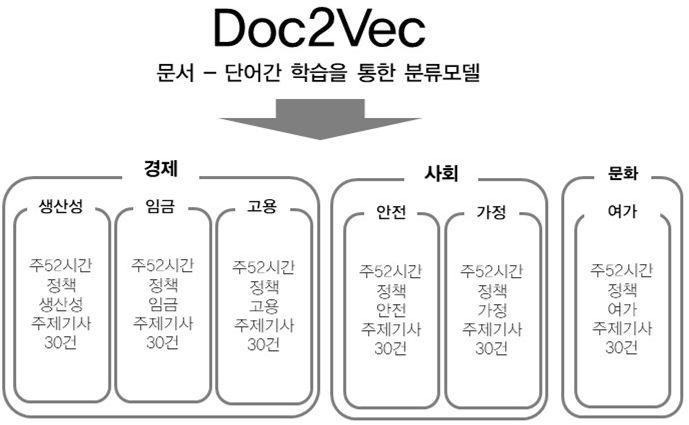 Doc2Vec
문서 – 단어간 학습을 통한 분류모델
경제
생산성
주52시간
정책
생산성
주제기사
30건
임금
주52시간
정책
임금
주제기사
30건
고용
주52시간
정책
고용
주제기사
30건
사회
안전
주52시간
정책
안전
주제기사
30건
가정
주52시간
정책
가정
주제기사
30건
문화
여가
주52시간
정책
여가
주제기사
30건